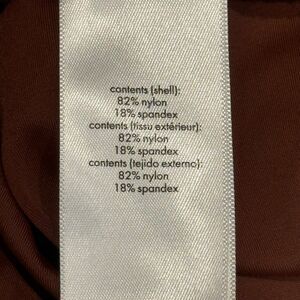 contents (shell):
82% nylon
18% spandex
contents (tissu extérieur):
82% nylon
18% spandex
contents (tejido externo):
82% nylon
18% spandex